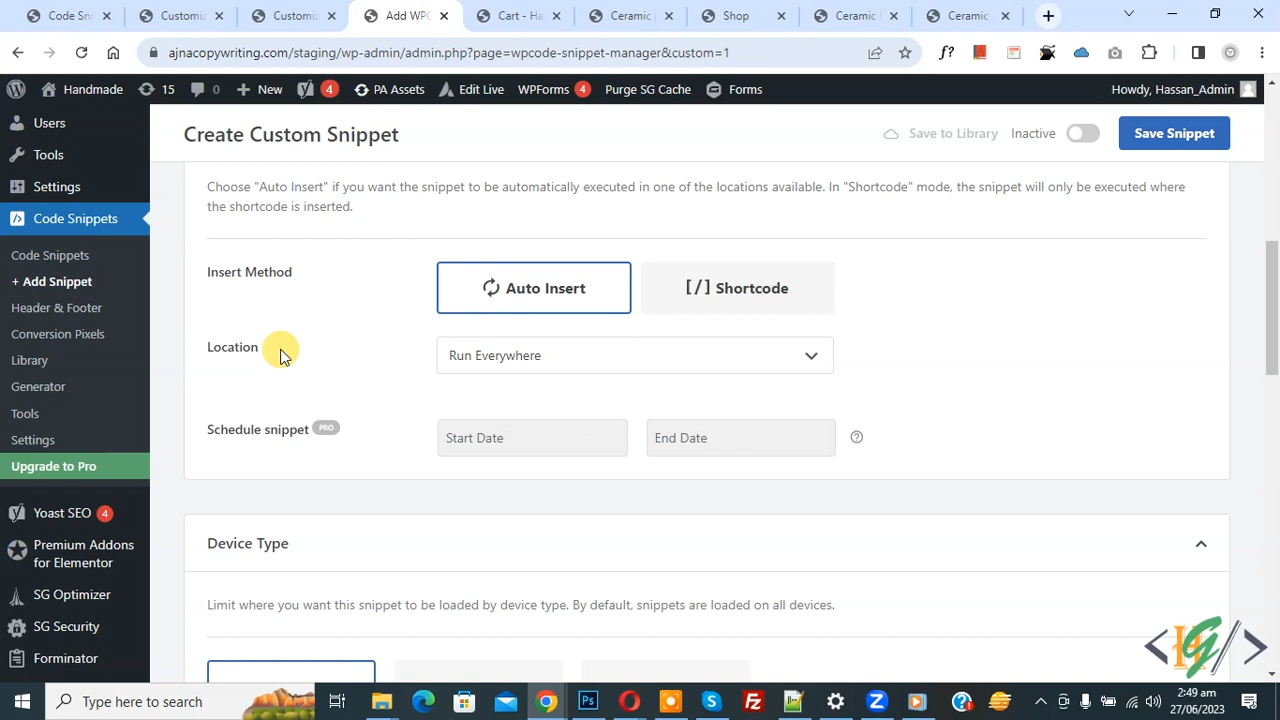 Code Sni
Customiz
Customiza
Add WPC
Cart - Ha
Ceramic
Shop
Ceramic
Ceramic
ajnacopywriting.com/staging/wp-admin/admin.php?page=wpcode-snippet-manager&custom=1
f?
Handmade
15
0
New
4
PA Assets
Edit Live
WPForms 4
Purge SG Cache
Forms
Howdy, Hassan_Admin
Users
Tools
Settings
Code Snippets
Code Snippets
+ Add Snippet
Header & Footer
Conversion Pixels
Library
Generator
Tools
Settings
Upgrade to Pro
Yoast SEO 4
Premium Addons
for Elementor
SG Optimizer
SG Security
Forminator
Create Custom Snippet
Save to Library
Inactive
Save Snippet
Choose "Auto Insert" if you want the snippet to be automatically executed in one of the locations available. In "Shortcode" mode, the snippet will only be executed where
the shortcode is inserted.
Insert Method
Auto Insert
[/] Shortcode
Location
Run Everywhere
Schedule snippet PRO
Start Date
End Date
Device Type
Limit where you want this snippet to be loaded by device type. By default, snippets are loaded on all devices.
Type here to search
2:49 am
27/06/2023